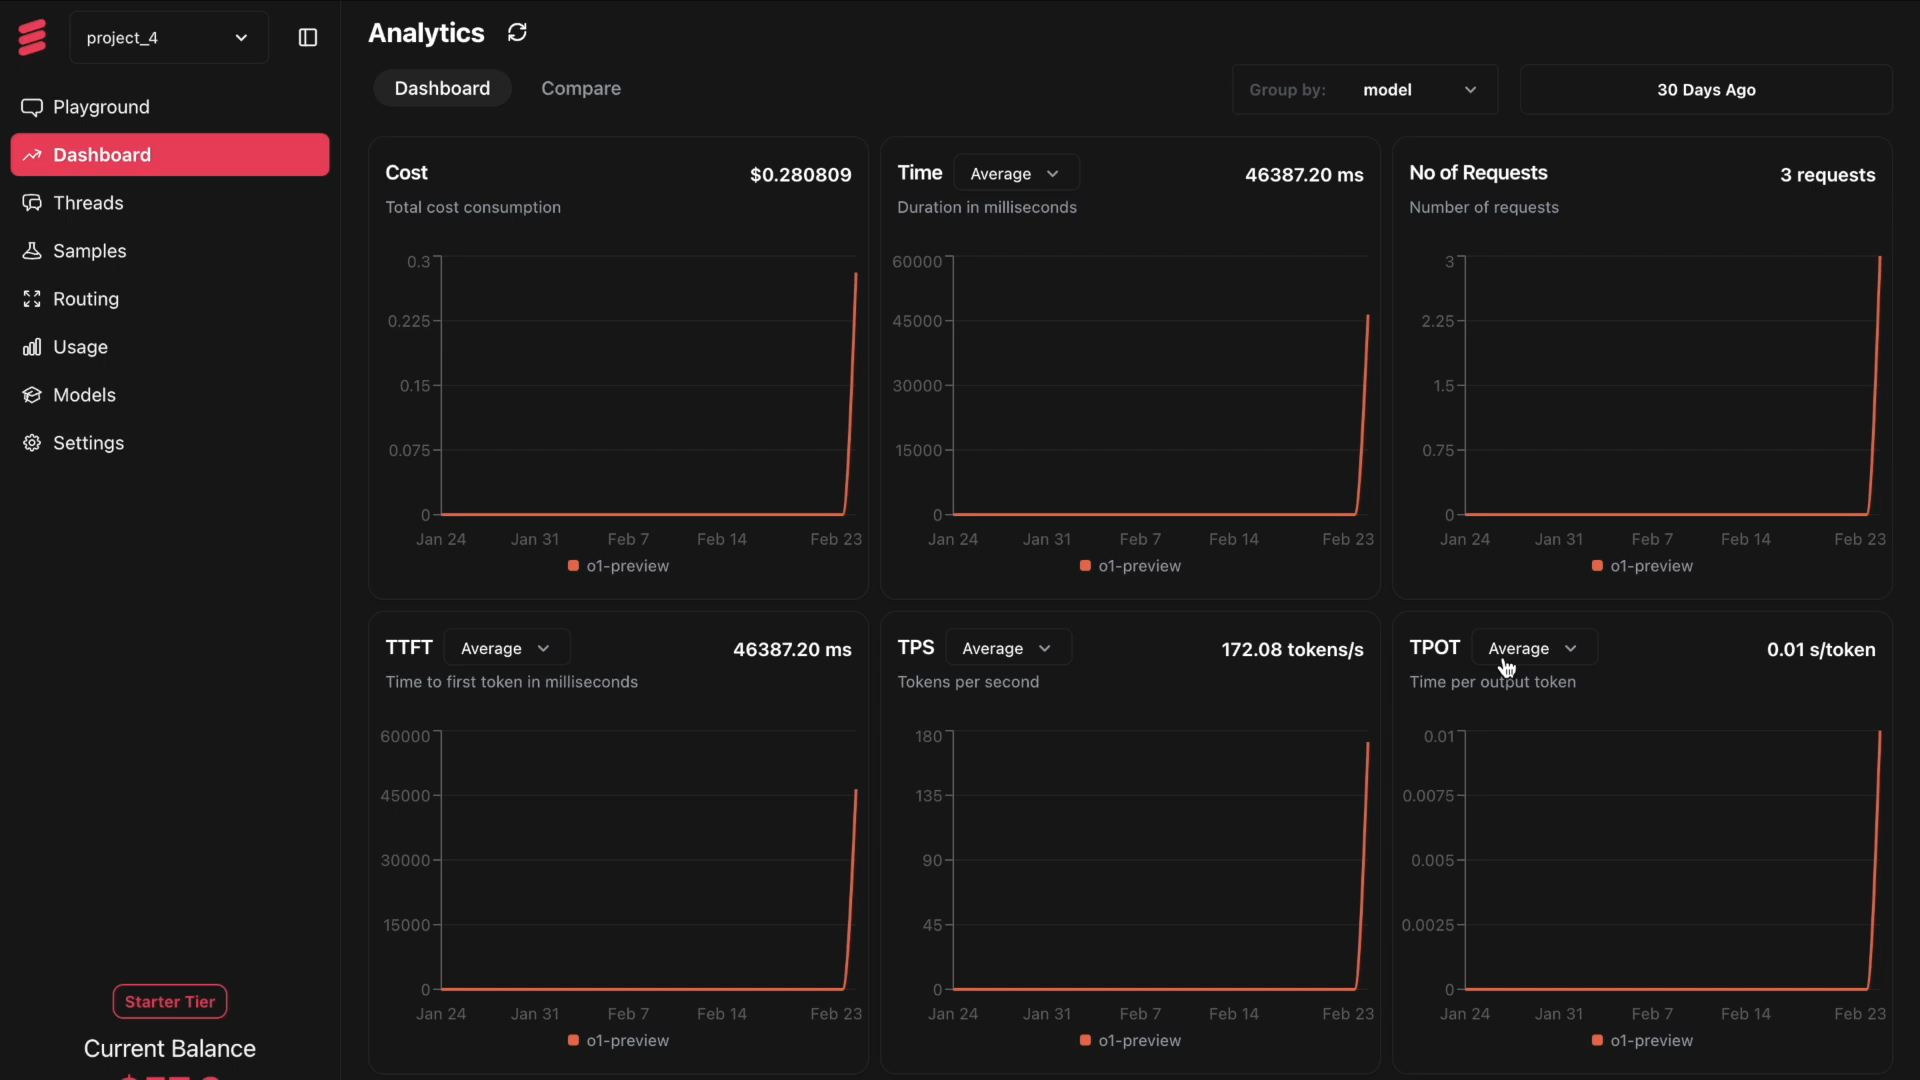 project_4
Playground
Dashboard
Threads
Samples
Routing
Usage
Models
Settings
Starter Tier
Current Balance
Analytics
Dashboard Compare
Group by: model
30 Days Ago
Cost $0.280809
Total cost consumption
0.3
0.225
0.15
0.075
0
Jan 24 Jan 31 Feb 7 Feb 14 Feb 23
o1-preview
Time Average 46387.20 ms
Duration in milliseconds
60000
45000
30000
15000
0
Jan 24 Jan 31 Feb 7 Feb 14 Feb 23
o1-preview
No of Requests 3 requests
Number of requests
3
2.25
1.5
0.75
0
Jan 24 Jan 31 Feb 7 Feb 14 Feb 23
o1-preview
TTFT Average 46387.20 ms
Time to first token in milliseconds
60000
45000
30000
15000
0
Jan 24 Jan 31 Feb 7 Feb 14 Feb 23
o1-preview
TPS Average 172.08 tokens/s
Tokens per second
180
135
90
45
0
Jan 24 Jan 31 Feb 7 Feb 14 Feb 23
o1-preview
TPOT Average 0.01 s/token
Time per output token
0.01
0.0075
0.005
0.0025
0
Jan 24 Jan 31 Feb 7 Feb 14 Feb 23
o1-preview